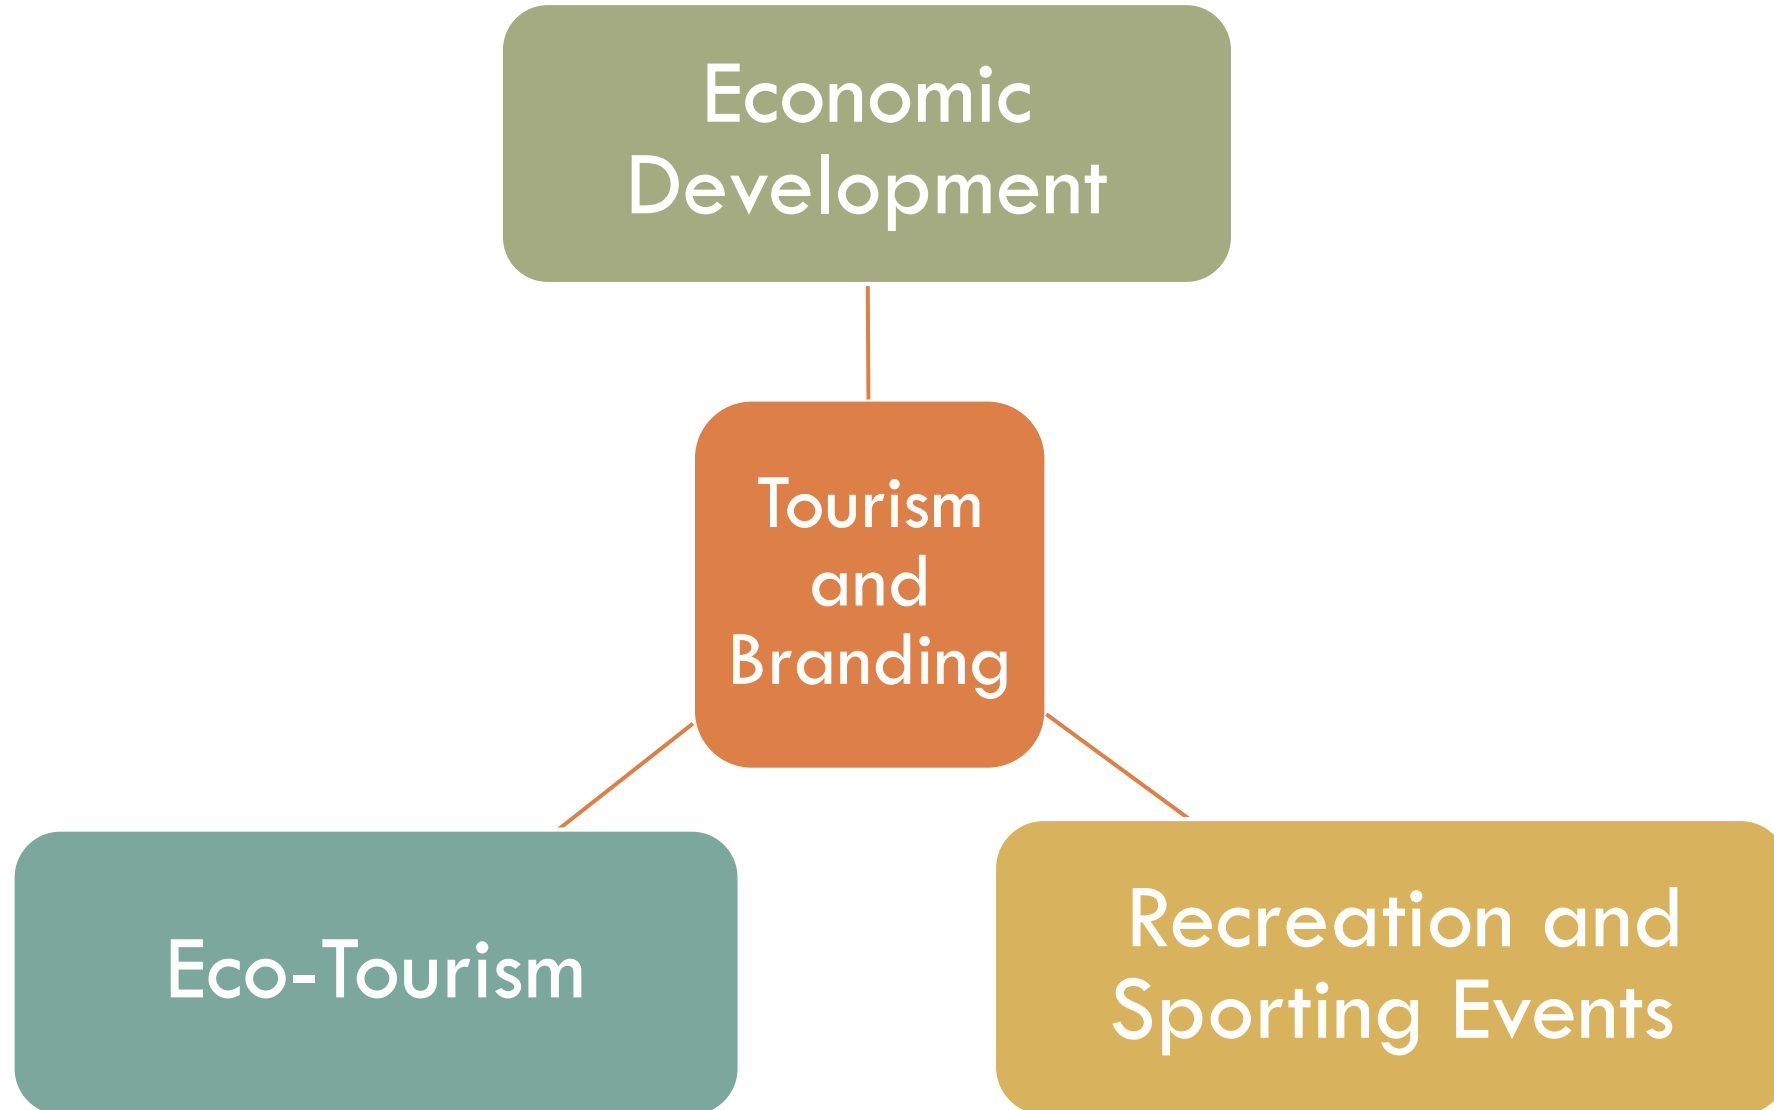 Economic
Development
Tourism
and
Branding
Eco-Tourism
Recreation and
Sporting Events